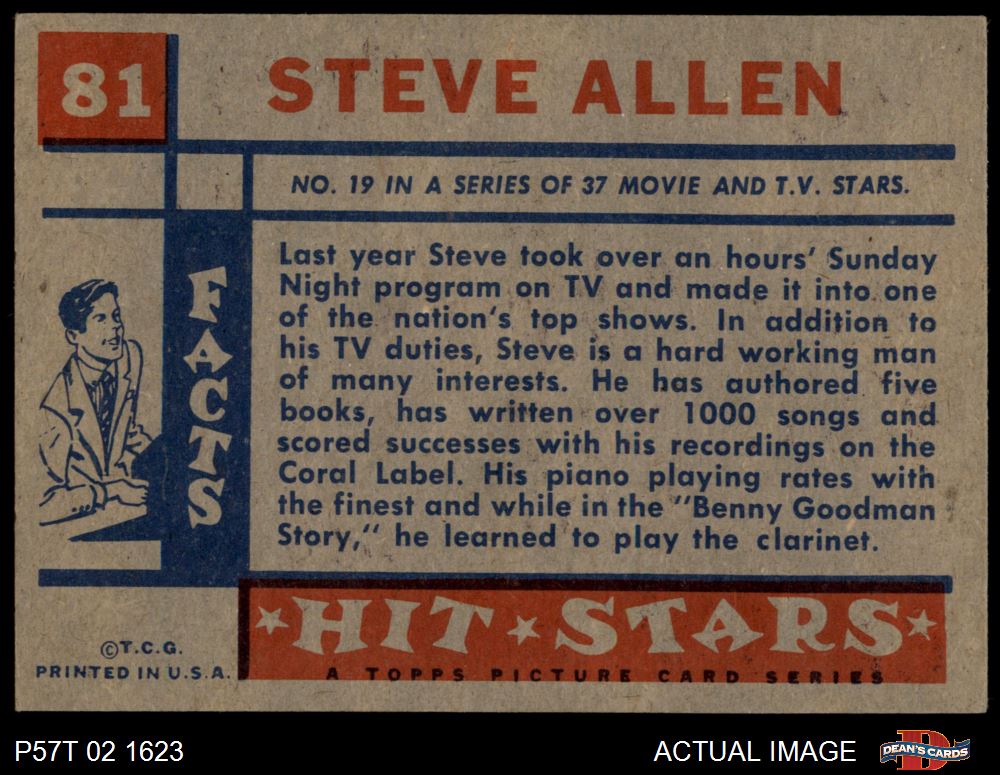 81
STEVE ALLEN
NO. 19 IN A SERIES OF 37 MOVIE AND T.V. STARS.
FACTS
Last year Steve took over an hours' Sunday
Night program on TV and made it into one
of the nation's top shows. In addition to
his TV duties, Steve is a hard working man
of many interests. He has authored five
books, has written over 1000 songs and
scored successes with his recordings on the
Coral Label. His piano playing rates with
the finest and while in the "Benny Goodman
Story," he learned to play the clarinet.
HIT STARS
A TOPPS PICTURE CARD SERIES
©T.C.G.
PRINTED IN U.S.A.
P57T 02 1623
ACTUAL IMAGE
D
DEAN'S CARDS